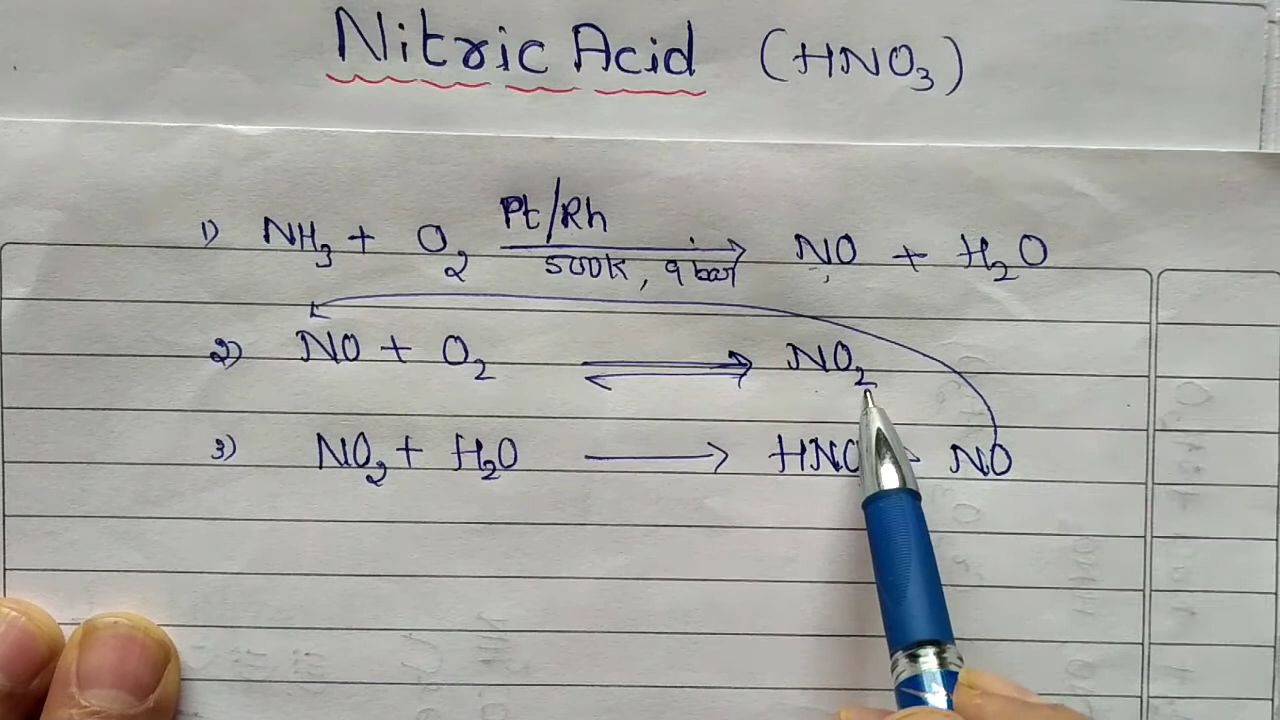 Nitric Acid (HNO₃)
1) NH₃ + O₂ Pt/Rh 500K, 9 bar → NO + H₂O
2) NO + O₂ ⇌ NO₂
3) NO₂ + H₂O → HNO NO